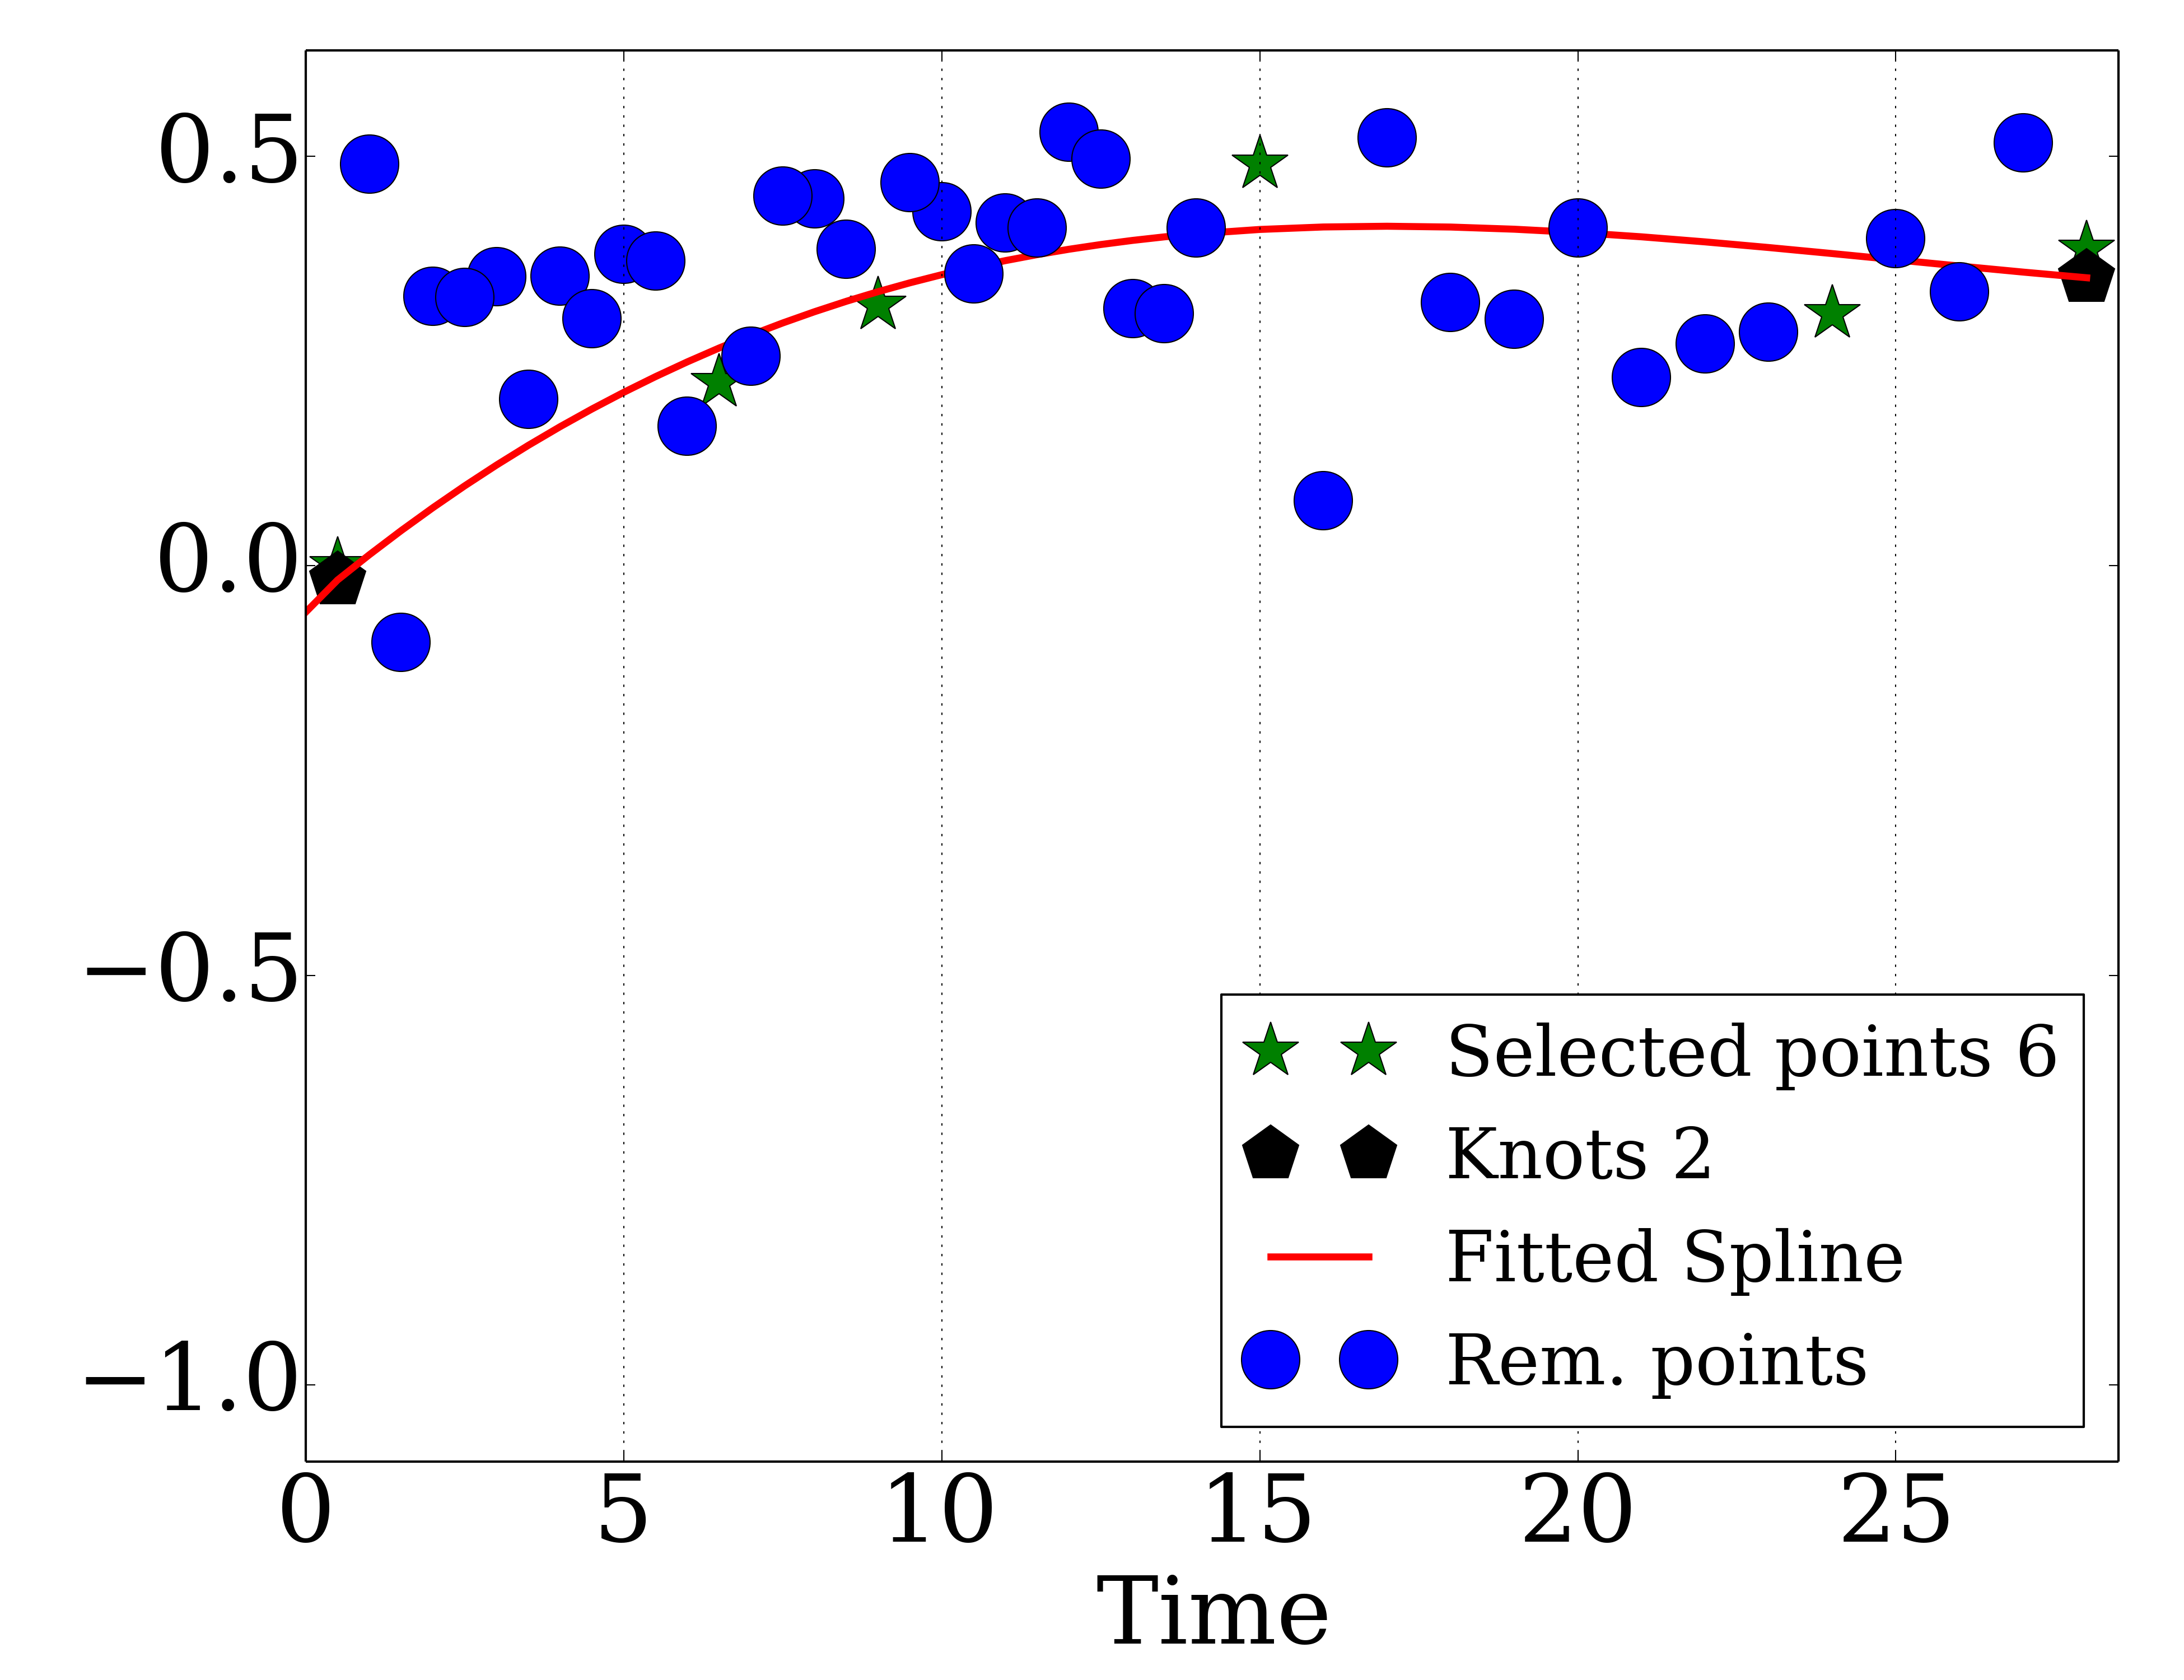 0.5
0.0
−0.5
−1.0
Selected points 6
Knots 2
Fitted Spline
Rem. points
0 5 10 15 20 25
Time